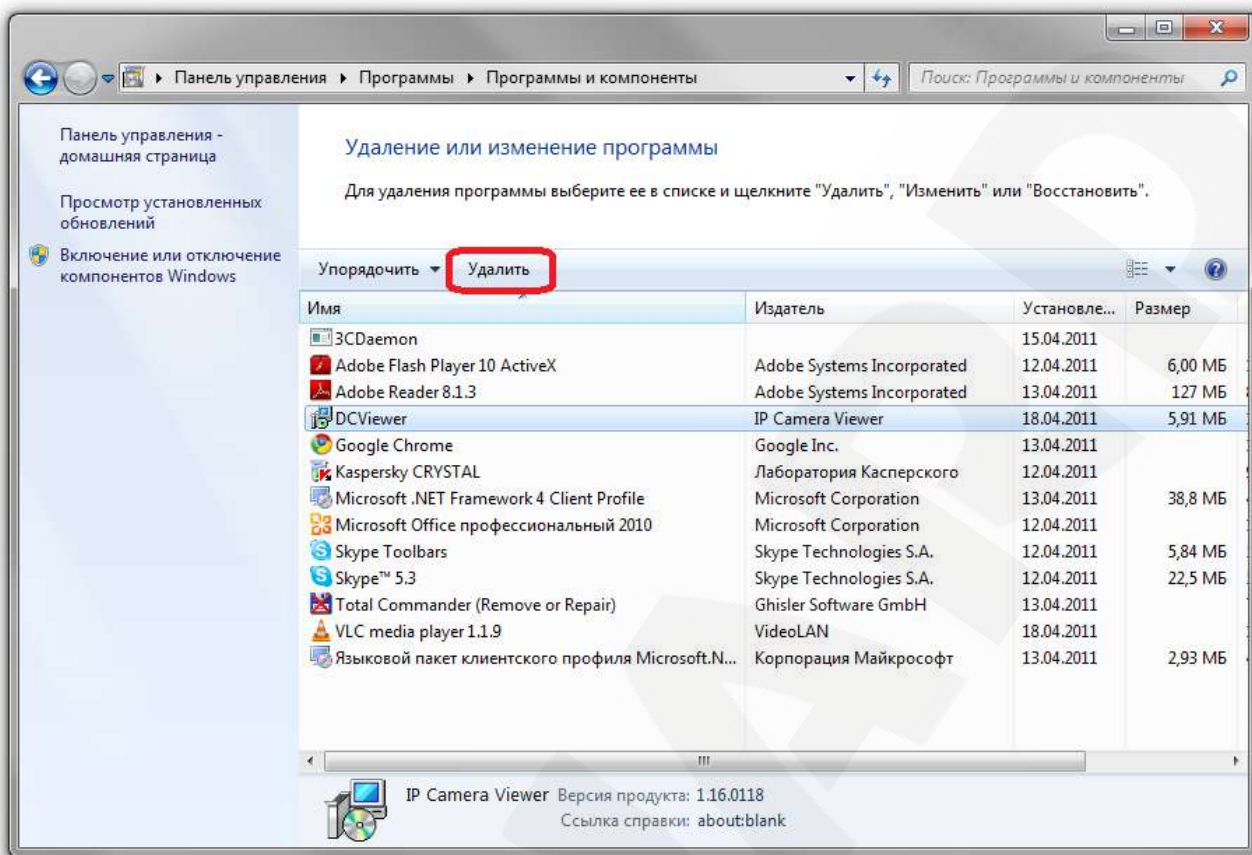 Панель управления ▸ Программы ▸ Программы и компоненты
Поиск: Программы и компоненты
Панель управления -
домашняя страница
Просмотр установленных
обновлений
Включение или отключение
компонентов Windows
Удаление или изменение программы
Для удаления программы выберите ее в списке и щелкните "Удалить", "Изменить" или "Восстановить".
Упорядочить Удалить
Имя Издатель Установле... Размер
3CDaemon 15.04.2011
Adobe Flash Player 10 ActiveX Adobe Systems Incorporated 12.04.2011 6,00 МБ
Adobe Reader 8.1.3 Adobe Systems Incorporated 13.04.2011 127 МБ
DCViewer IP Camera Viewer 18.04.2011 5,91 МБ
Google Chrome Google Inc. 13.04.2011
Kaspersky CRYSTAL Лаборатория Касперского 12.04.2011
Microsoft .NET Framework 4 Client Profile Microsoft Corporation 13.04.2011 38,8 МБ
Microsoft Office профессиональный 2010 Microsoft Corporation 12.04.2011
Skype Toolbars Skype Technologies S.A. 12.04.2011 5,84 МБ
Skype™ 5.3 Skype Technologies S.A. 12.04.2011 22,5 МБ
Total Commander (Remove or Repair) Ghisler Software GmbH 13.04.2011
VLC media player 1.1.9 VideoLAN 18.04.2011
Языковой пакет клиентского профиля Microsoft.N... Корпорация Майкрософт 13.04.2011 2,93 МБ
IP Camera Viewer Версия продукта: 1.16.0118
Ссылка справки: about:blank